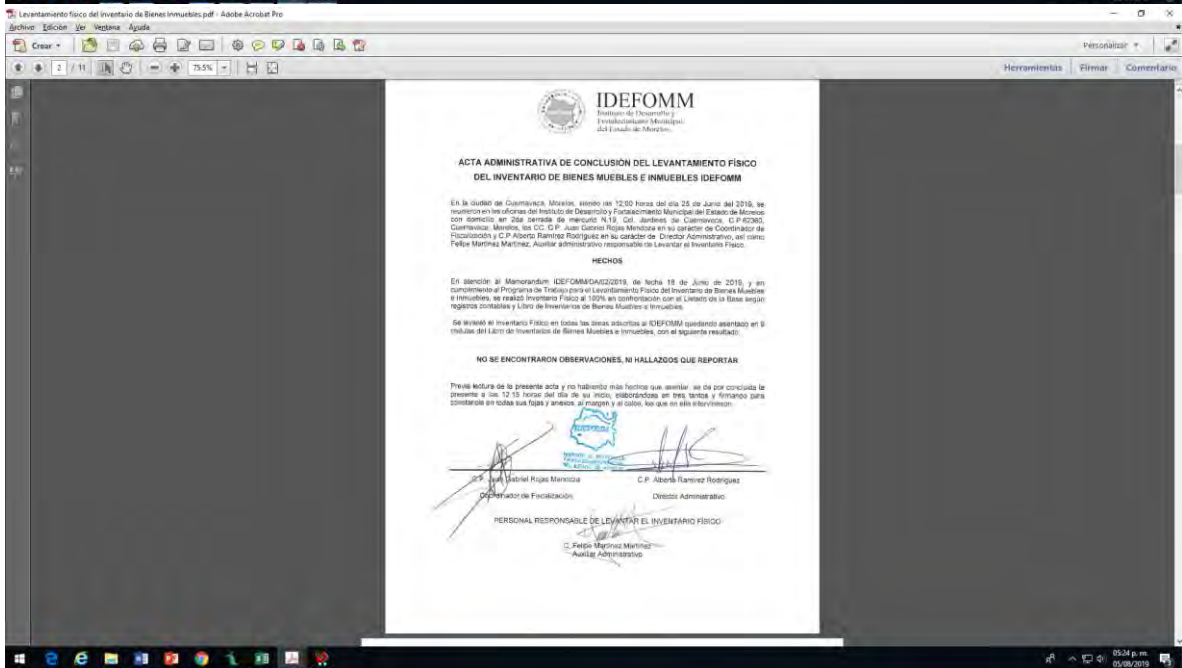 Levantamiento físico del inventario de Bienes Inmuebles.pdf - Adobe Acrobat Pro
Archivo Edición Ver Ventana Ayuda
Crear
Personalizar
2 / 11
75.5%
Herramientas Firmar Comentario
IDEFOMM
Instituto de Desarrollo y
Fortalecimiento Municipal
del Estado de Morelos
ACTA ADMINISTRATIVA DE CONCLUSIÓN DEL LEVANTAMIENTO FÍSICO
DEL INVENTARIO DE BIENES MUEBLES E INMUEBLES IDEFOMM
En la ciudad de Cuernavaca, Morelos, siendo las 12:00 horas del día 25 de Junio del 2019, se
reunieron en las oficinas del Instituto de Desarrollo y Fortalecimiento Municipal del Estado de Morelos
con domicilio en 2da cerrada de mercurio N.19, Col. Jardines de Cuernavaca, C.P.62360,
Cuernavaca; Morelos, los CC. C.P. Juan Gabriel Rojas Mendoza en su carácter de Coordinador de
Fiscalización y C.P Alberto Ramírez Rodríguez en su carácter de Director Administrativo, así como
Felipe Martínez Martínez, Auxiliar administrativo responsable de Levantar el Inventario Físico.
HECHOS
En atención al Memorandum IDEFOMM/DA/02/2019, de fecha 18 de Junio de 2019, y en
cumplimiento al Programa de Trabajo para el Levantamiento Físico del Inventario de Bienes Muebles
e Inmuebles, se realizó Inventario Físico al 100% en confrontación con el Listado de la Base según
registros contables y Libro de Inventarios de Bienes Muebles e Inmuebles.
Se levantó el Inventario Físico en todas las áreas adscritas al IDEFOMM quedando asentado en 9
cédulas del Libro de Inventarios de Bienes Muebles e Inmuebles, con el siguiente resultado:
NO SE ENCONTRARON OBSERVACIONES, NI HALLAZGOS QUE REPORTAR
Previa lectura de la presente acta y no habiendo más hechos que asentar, se da por concluida la
presente a las 12:15 horas del día de su inicio, elaborándose en tres tantos y firmando para
constancia en todas sus fojas y anexos, al margen y al calce, los que en ella intervinieron.
C.P. Juan Gabriel Rojas Mendoza C.P. Alberto Ramírez Rodríguez
Coordinador de Fiscalización Director Administrativo
PERSONAL RESPONSABLE DE LEVANTAR EL INVENTARIO FÍSICO
C. Felipe Martínez Martínez
Auxiliar Administrativo
05:24 p. m.
05/08/2019